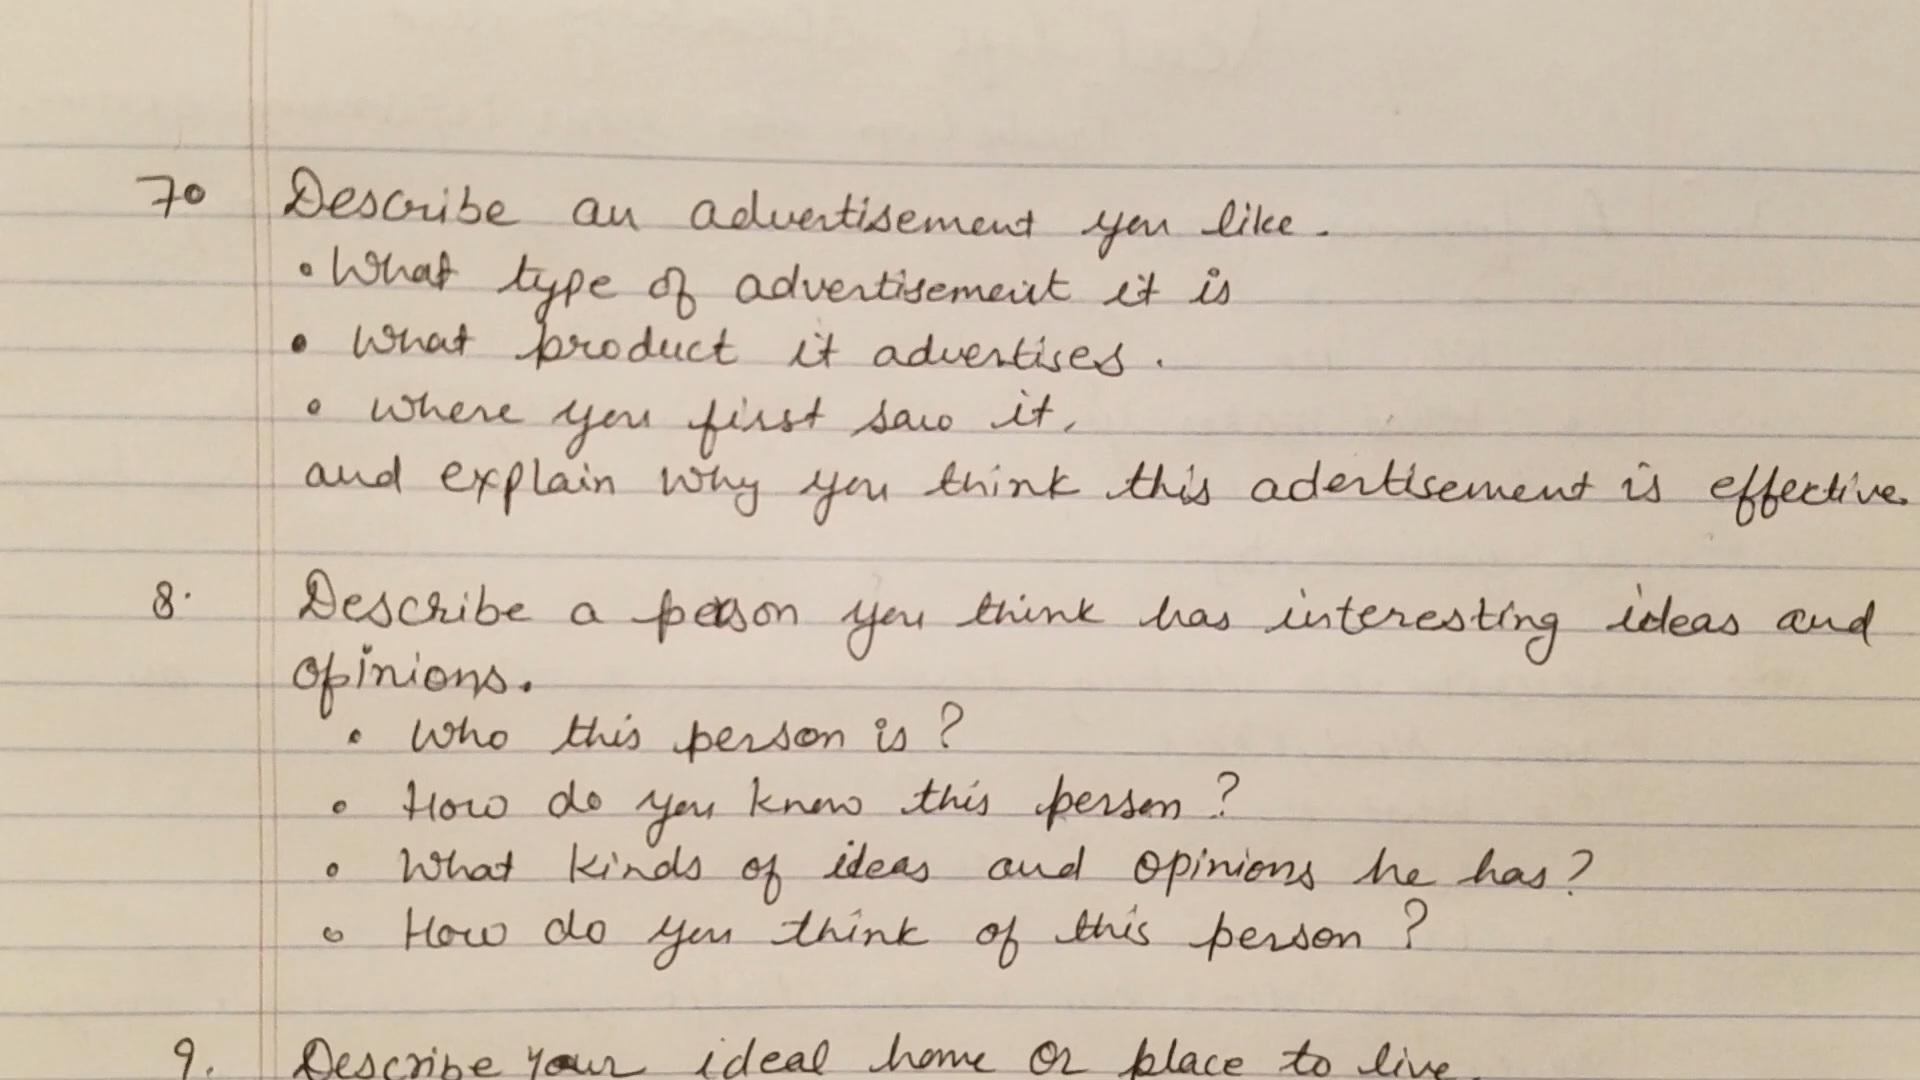 7. Describe an advertisement you like.
• What type of advertisement it is
• What product it advertises.
• where you first saw it.
and explain why you think this adertisement is effective.
8. Describe a person you think has interesting ideas and
opinions.
• Who this person is?
• How do you know this person?
• What kinds of ideas and opinions he has?
• How do you think of this person?
9. Describe your ideal home or place to live.